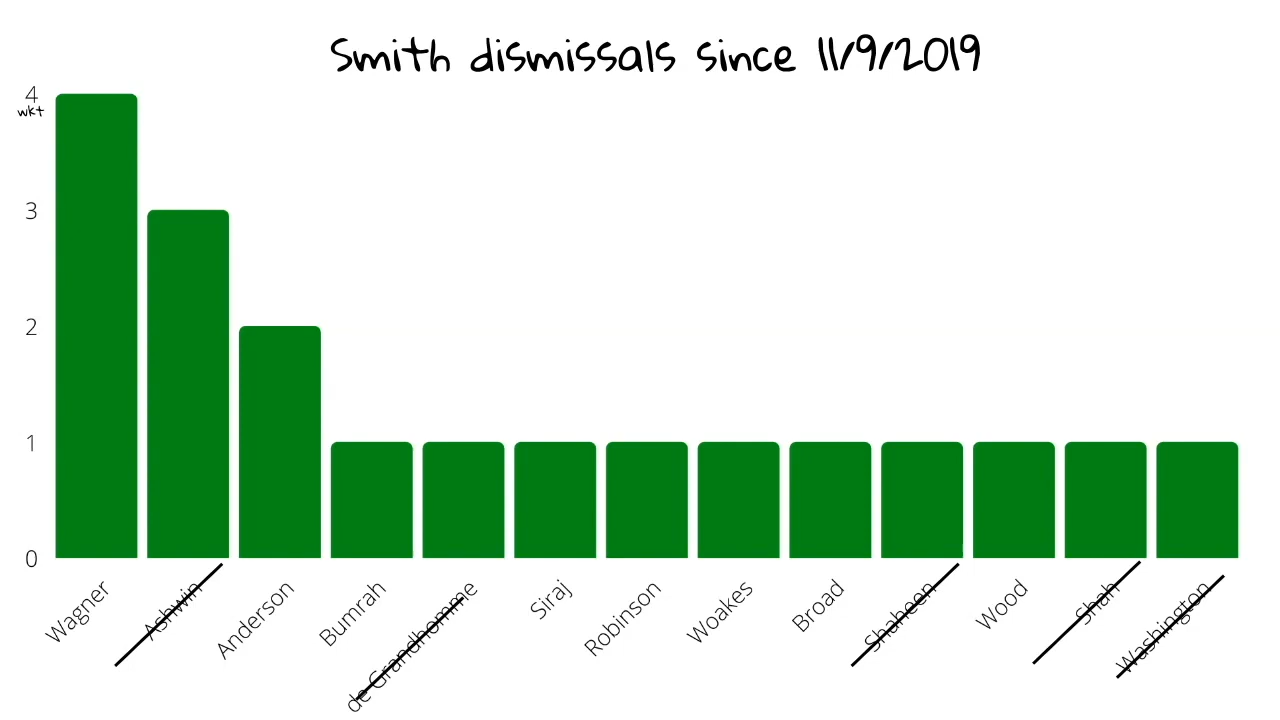 Smith dismissals since 11/9/2019
4
wkt
3
2
1
0
Wagner
Ashwin
Anderson
Bumrah
de Grandhomme
Siraj
Robinson
Woakes
Broad
Shaheen
Wood
Shah
Washington